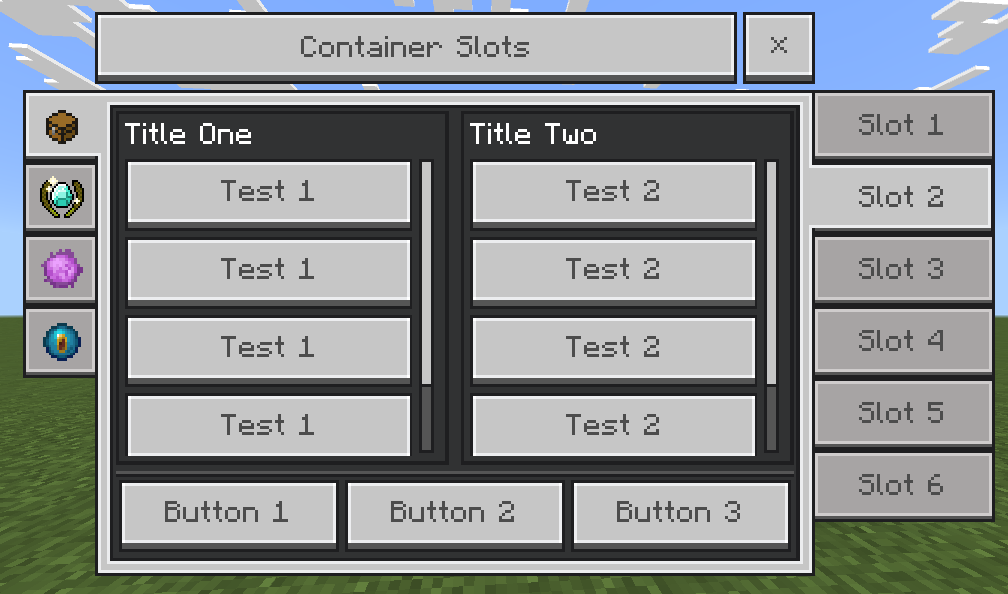 Container Slots
×
Title One
Test 1
Test 1
Test 1
Test 1
Title Two
Test 2
Test 2
Test 2
Test 2
Button 1
Button 2
Button 3
Slot 1
Slot 2
Slot 3
Slot 4
Slot 5
Slot 6